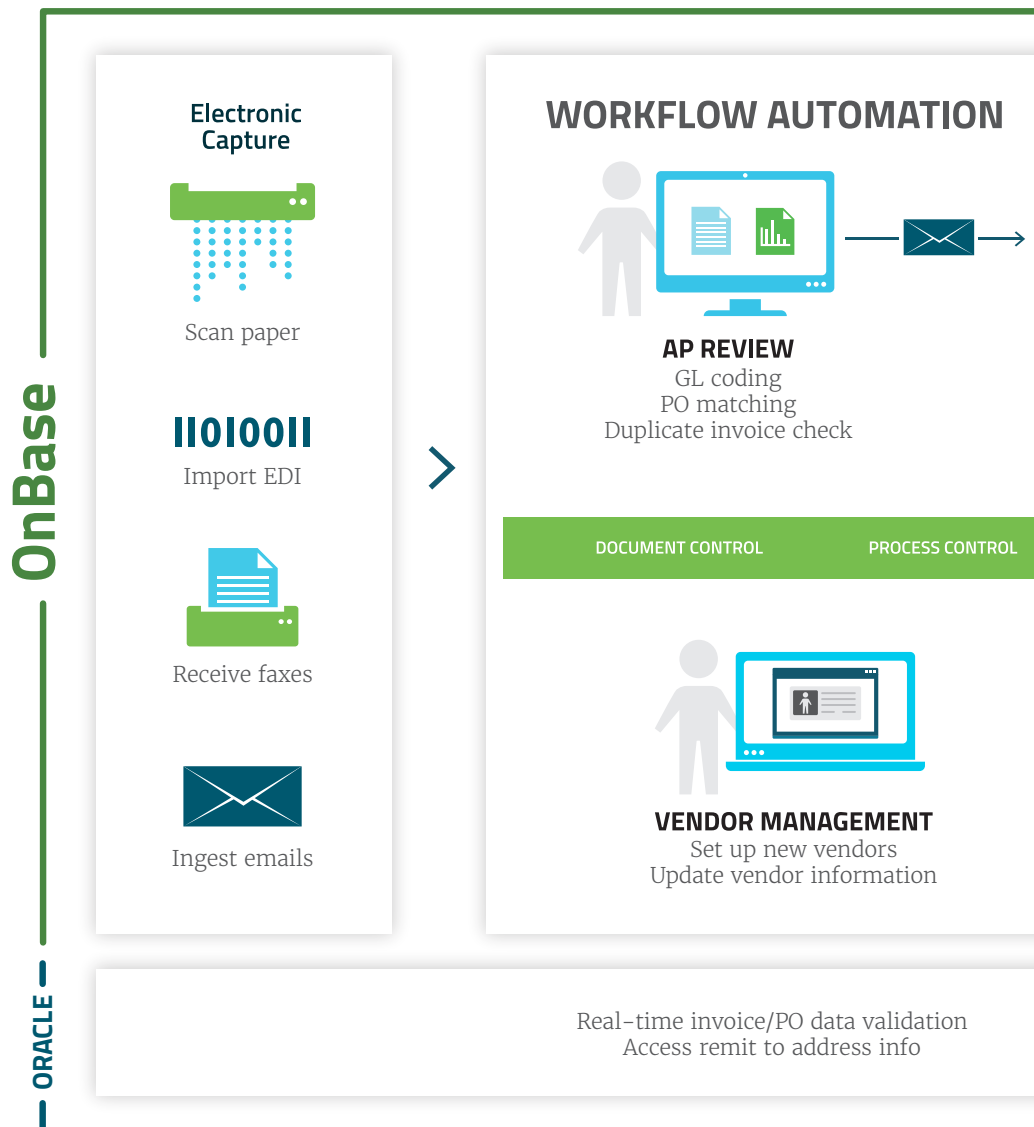 OnBase
Electronic
Capture
Scan paper
11010011
Import EDI
Receive faxes
Ingest emails
WORKFLOW AUTOMATION
AP REVIEW
GL coding
PO matching
Duplicate invoice check
DOCUMENT CONTROL
PROCESS CONTROL
VENDOR MANAGEMENT
Set up new vendors
Update vendor information
ORACLE
Real-time invoice/PO data validation
Access remit to address info